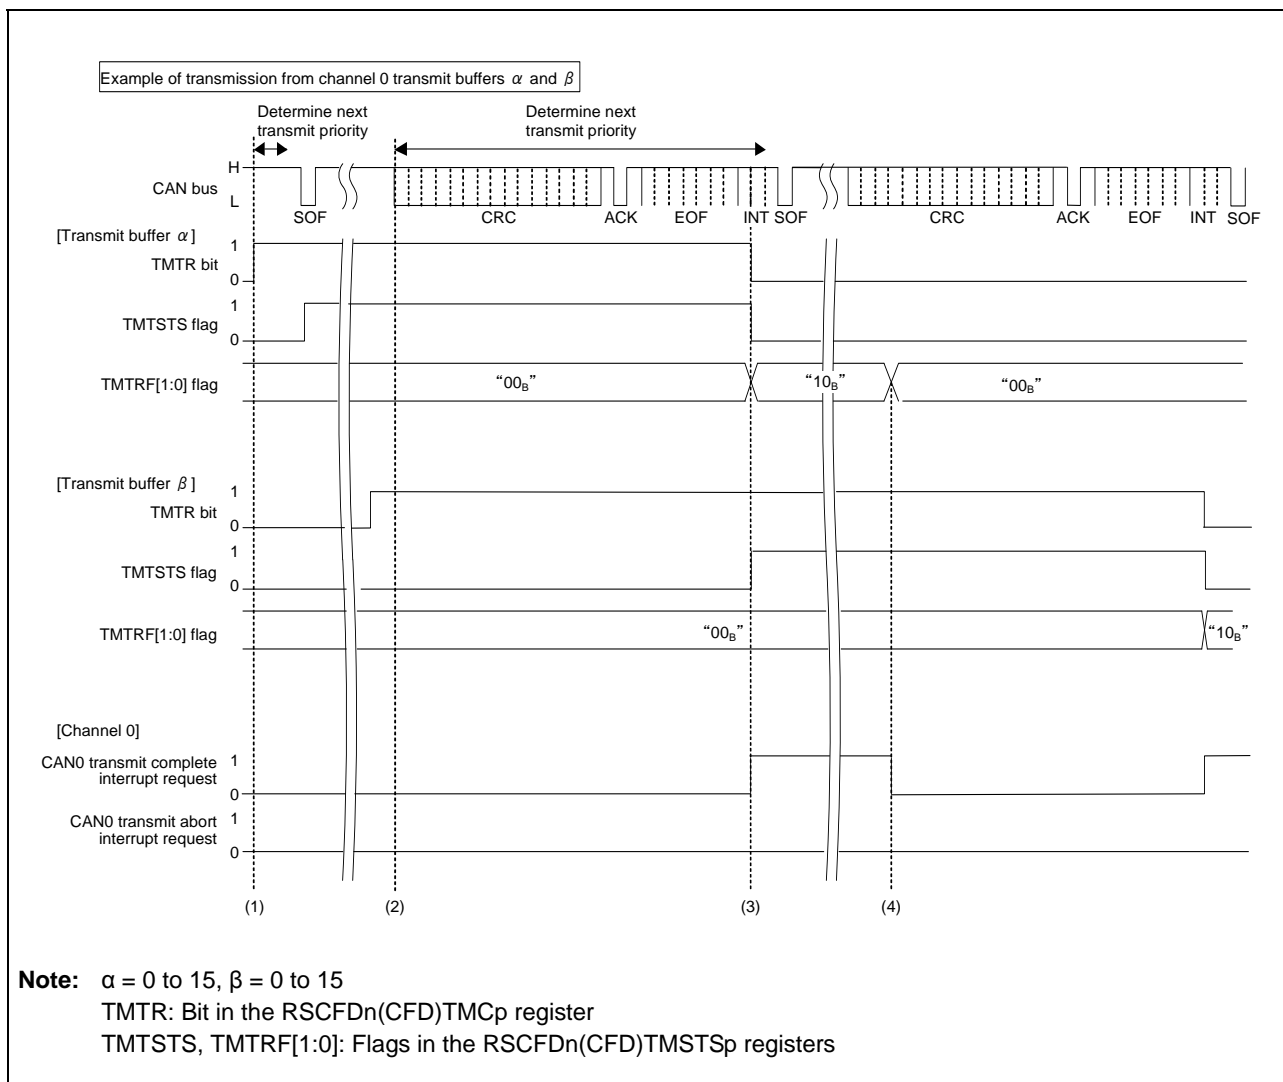 Example of transmission from channel 0 transmit buffers α and β
Determine next
transmit priority
Determine next
transmit priority
H
CAN bus
L
SOF
CRC
ACK
EOF
INT
SOF
CRC
ACK
EOF
INT
SOF
[Transmit buffer α]
1
TMTR bit
0
1
TMTSTS flag
0
TMTRF[1:0] flag
“00B”
“10B”
“00B”
[Transmit buffer β]
1
TMTR bit
0
1
TMTSTS flag
0
TMTRF[1:0] flag
“00B”
“10B”
[Channel 0]
CAN0 transmit complete
interrupt request
1
0
CAN0 transmit abort
interrupt request
1
0
(1)
(2)
(3)
(4)
Note: α = 0 to 15, β = 0 to 15
TMTR: Bit in the RSCFDn(CFD)TMCp register
TMTSTS, TMTRF[1:0]: Flags in the RSCFDn(CFD)TMSTSp registers